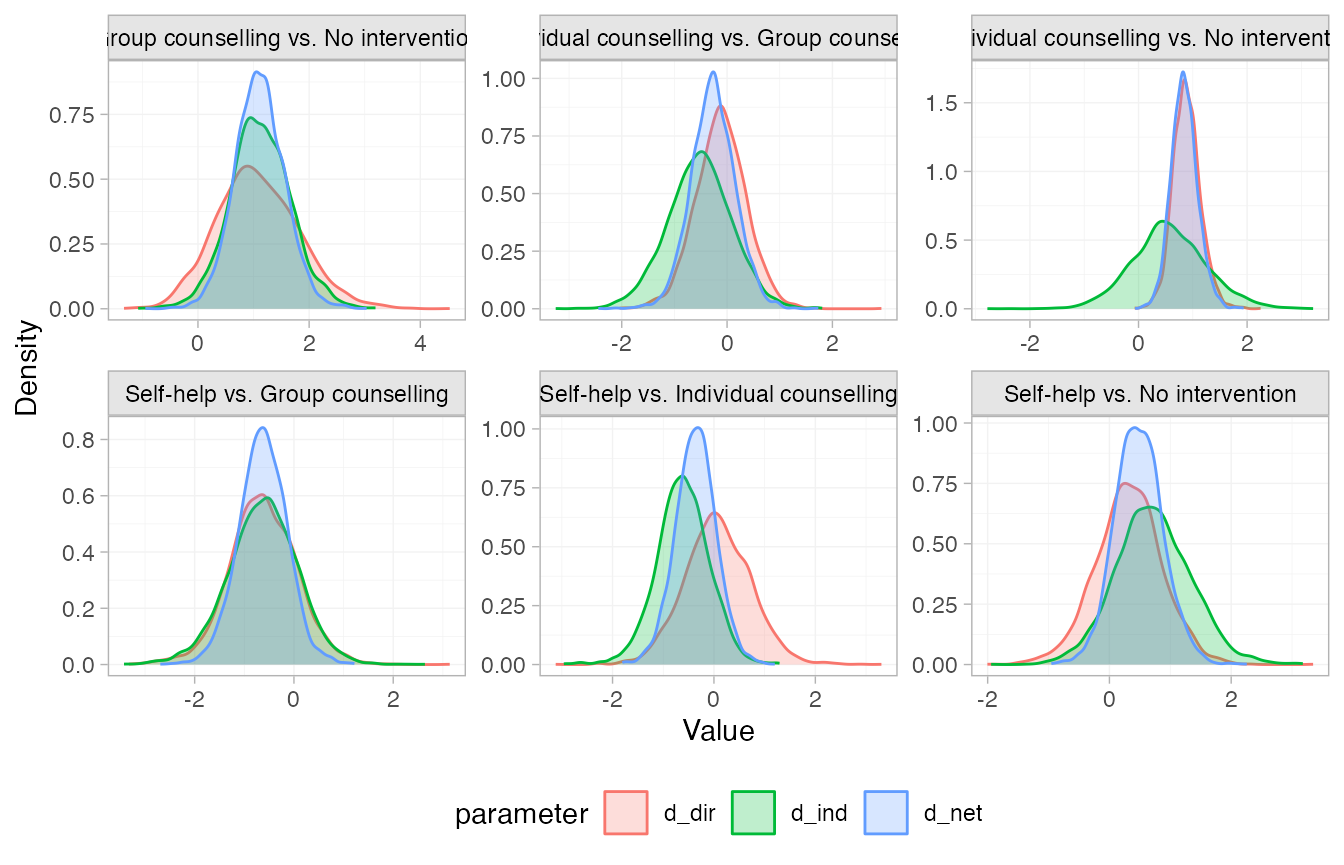 Group counselling vs. No interventio
vidual counselling vs. Group counse
ividual counselling vs. No intervent
0.75
0.50
0.25
0.00
0 2 4
1.00
0.75
0.50
0.25
0.00
-2 0 2
1.5
1.0
0.5
0.0
-2 0 2
Self-help vs. Group counselling
Self-help vs. Individual counselling
Self-help vs. No intervention
0.8
0.6
0.4
0.2
0.0
-2 0 2
1.00
0.75
0.50
0.25
0.00
-2 0 2
1.00
0.75
0.50
0.25
0.00
-2 0 2
Density
Value
parameter d_dir d_ind d_net